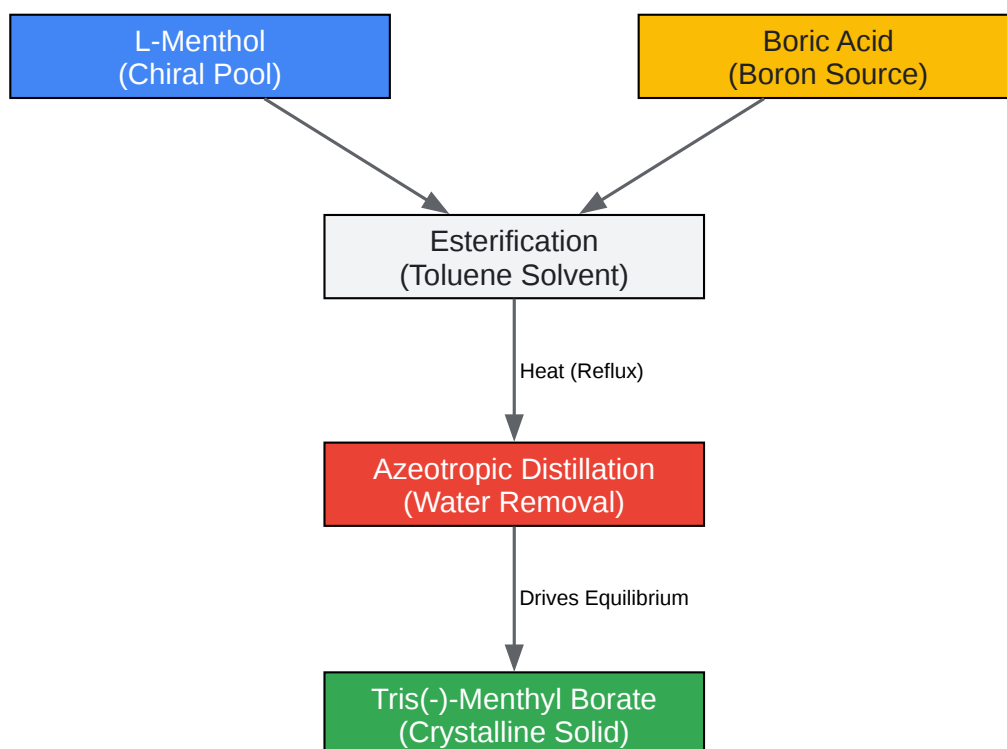 L-Menthol
(Chiral Pool)
Boric Acid
(Boron Source)
Esterification
(Toluene Solvent)
Heat (Reflux)
Azeotropic Distillation
(Water Removal)
Drives Equilibrium
Tris(-)-Menthyl Borate
(Crystalline Solid)